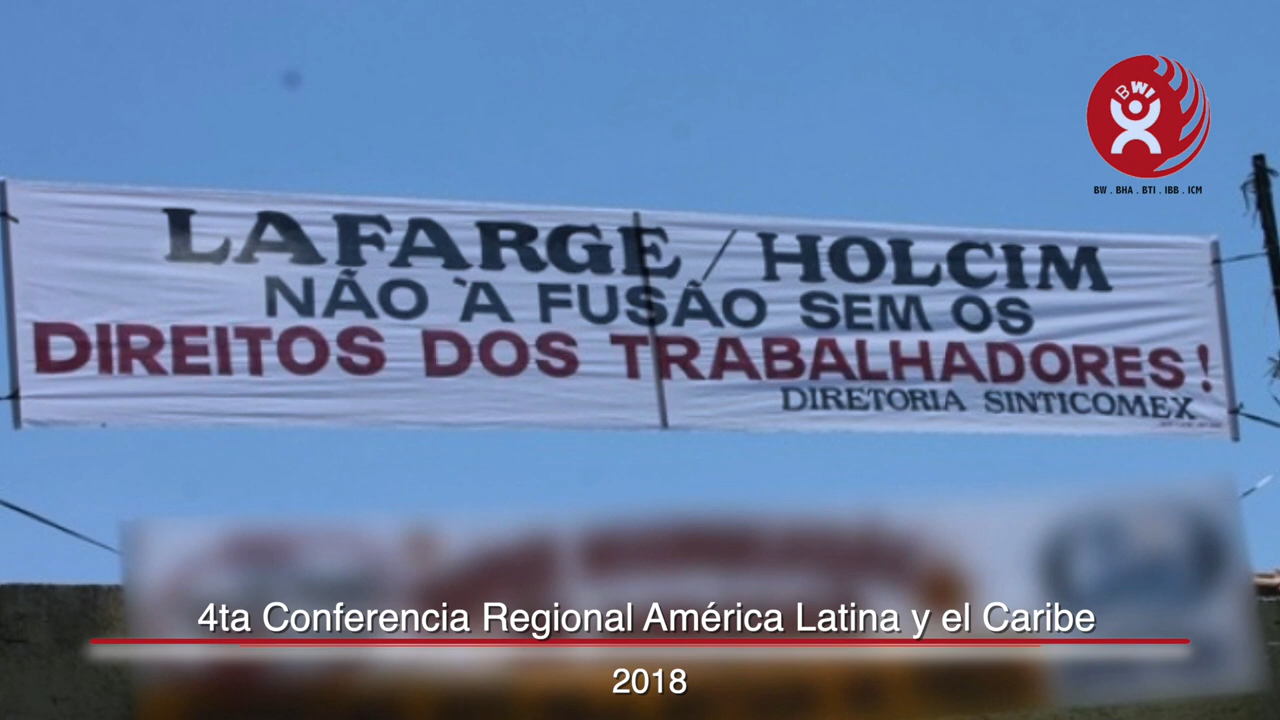 BWI
BW . BHA . BTI . IBB . ICM
LAFARGE / HOLCIM
NÃO `A FUSÃO SEM OS
DIREITOS DOS TRABALHADORES!
DIRETORIA SINTICOMEX
4ta Conferencia Regional América Latina y el Caribe
2018